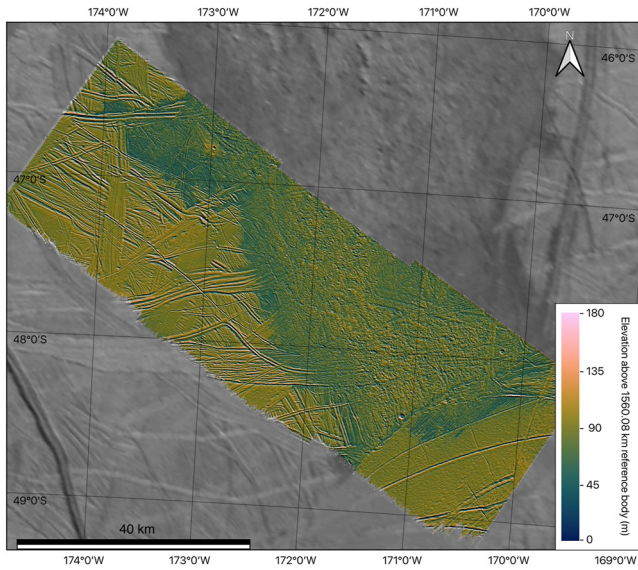 174°0'W 173°0'W 172°0'W 171°0'W 170°0'W
N
46°0'S
47°0'S
47°0'S
48°0'S
49°0'S
180
135
90
45
0
Elevation above 1560.08 km reference body (m)
40 km
174°0'W 173°0'W 172°0'W 171°0'W 170°0'W 169°0'W